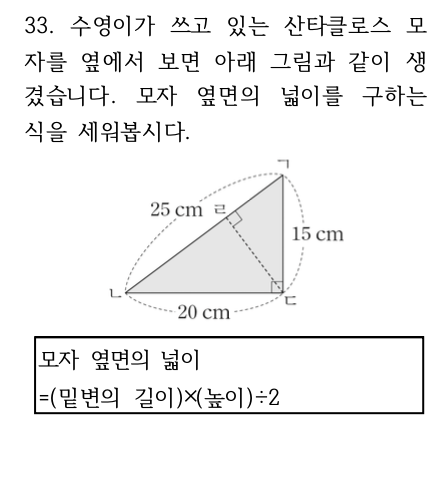 33. 수영이가 쓰고 있는 산타클로스 모
자를 옆에서 보면 아래 그림과 같이 생
겼습니다. 모자 옆면의 넓이를 구하는
식을 세워봅시다.
ㄱ
25 cm ㄹ
15 cm
ㄴ
ㄷ
20 cm
모자 옆면의 넓이
=(밑변의 길이)×(높이)÷2